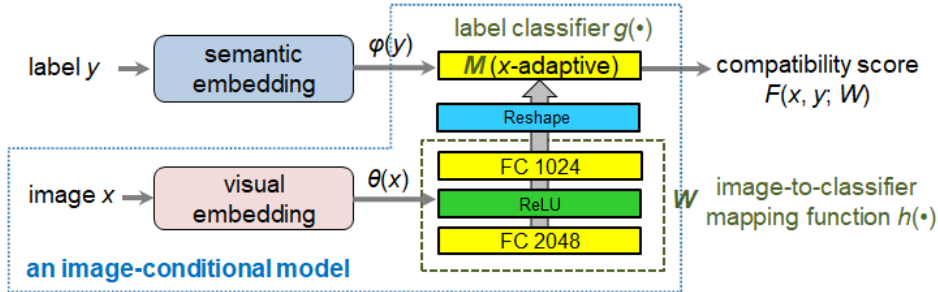 label classifier g(•)
label y
semantic
embedding
φ(y)
M (x-adaptive)
compatibility score
F(x, y; W)
Reshape
FC 1024
image x
visual
embedding
θ(x)
ReLU
W
image-to-classifier
mapping function h(•)
FC 2048
an image-conditional model